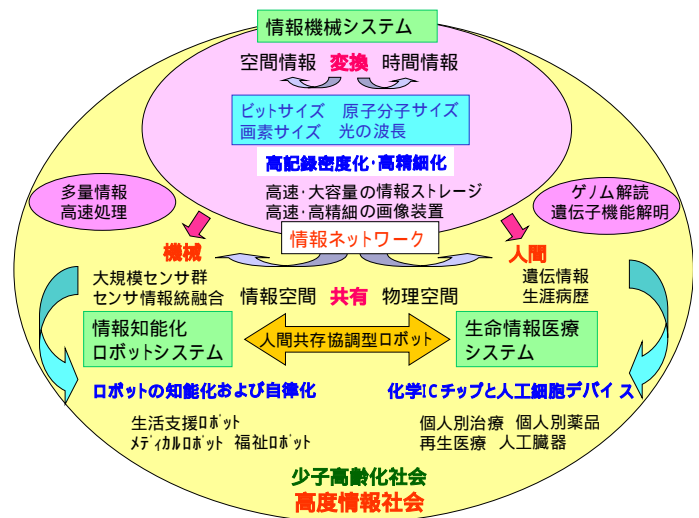 情報機械システム
空間情報 変換 時間情報
ビットサイズ 原子分子サイズ
画素サイズ 光の波長
高記録密度化･高精細化
高速･大容量の情報ストレージ
高速･高精細の画像装置
多量情報
高速処理
ゲノム解読
遺伝子機能解明
情報ネットワーク
機械
人間
大規模センサ群
センサ情報統融合
遺伝情報
生涯病歴
情報空間 共有 物理空間
情報知能化
ロボットシステム
人間共存協調型ロボット
生命情報医療
システム
ロボットの知能化および自律化
化学ICチップと人工細胞デバイス
生活支援ロボット
メディカルロボット 福祉ロボット
個人別治療 個人別薬品
再生医療 人工臓器
少子高齢化社会
高度情報社会